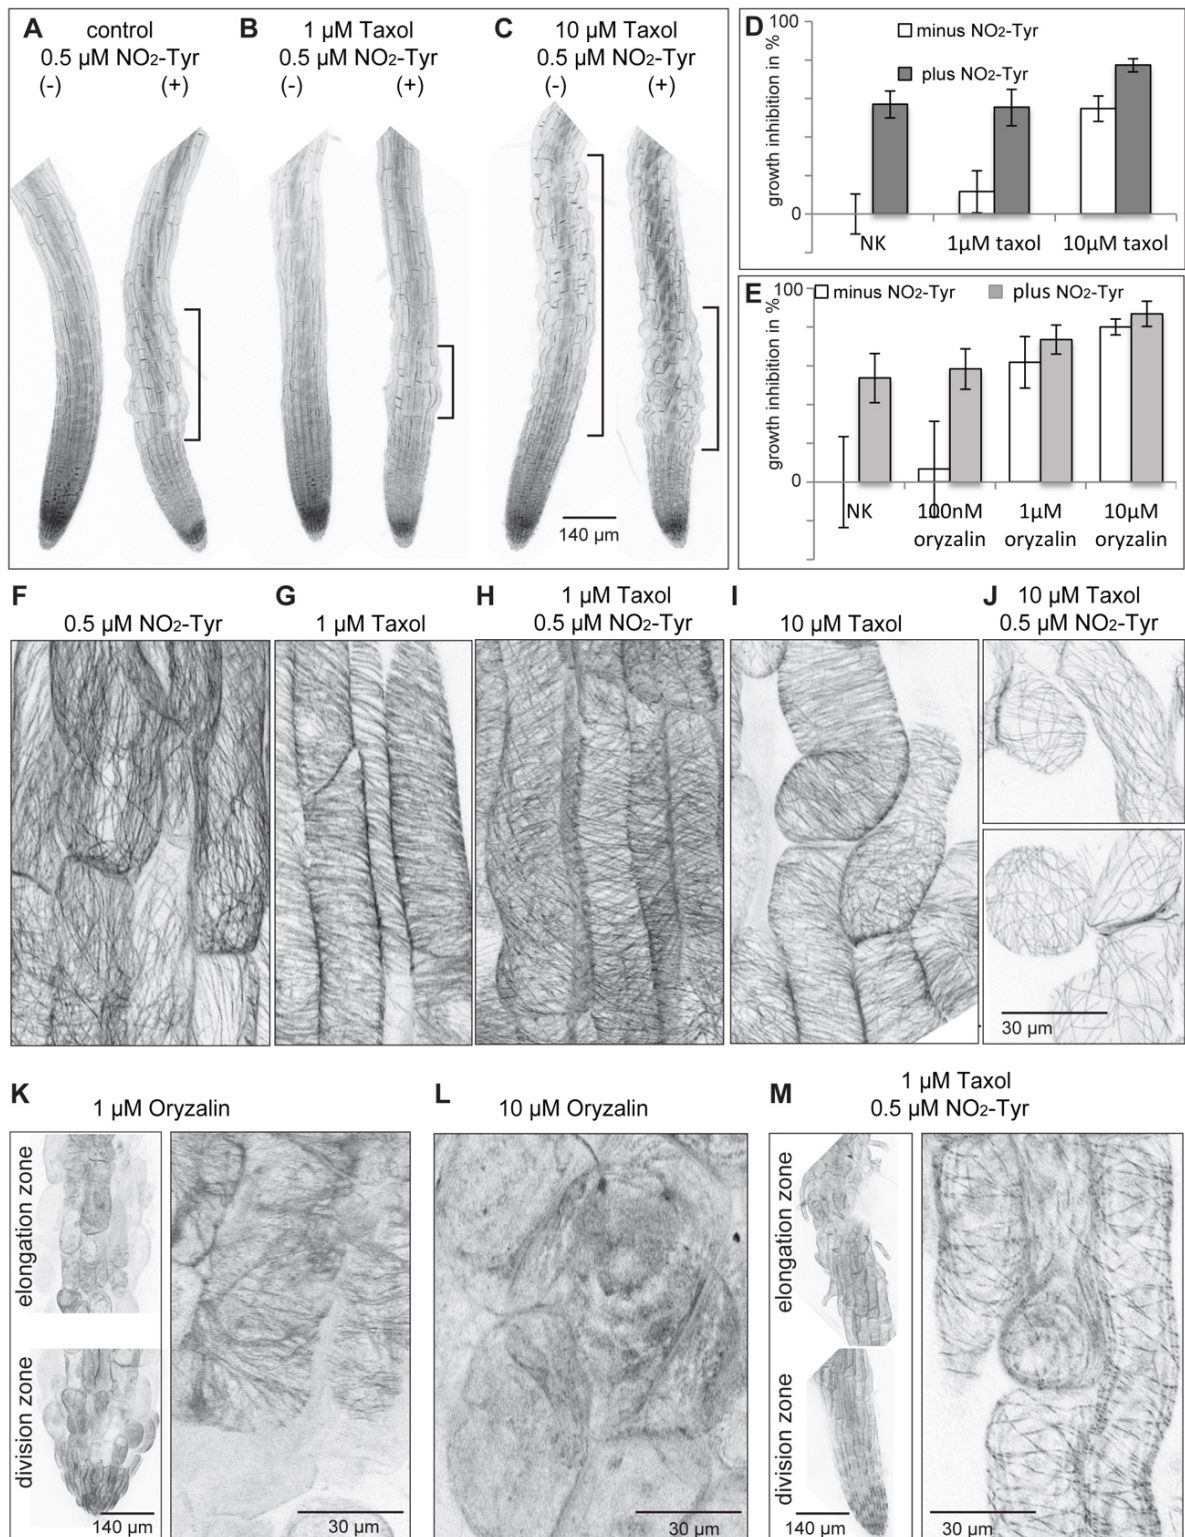 A control
0.5 µM NO2-Tyr
(-) (+)
B 1 µM Taxol
0.5 µM NO2-Tyr
(-) (+)
C 10 µM Taxol
0.5 µM NO2-Tyr
(-) (+)
140 µm
D
growth inhibition in %
100
0
minus NO2-Tyr
plus NO2-Tyr
NK 1µM taxol 10µM taxol
E
growth inhibition in %
100
0
minus NO2-Tyr plus NO2-Tyr
NK 100nM 1µM 10µM
oryzalin oryzalin oryzalin
F
0.5 µM NO2-Tyr
G
1 µM Taxol
H 1 µM Taxol
0.5 µM NO2-Tyr
I
10 µM Taxol
J 10 µM Taxol
0.5 µM NO2-Tyr
30 µm
K
1 µM Oryzalin
elongation zone
division zone
140 µm
30 µm
L
10 µM Oryzalin
30 µm
M 1 µM Taxol
0.5 µM NO2-Tyr
elongation zone
division zone
140 µm
30 µm